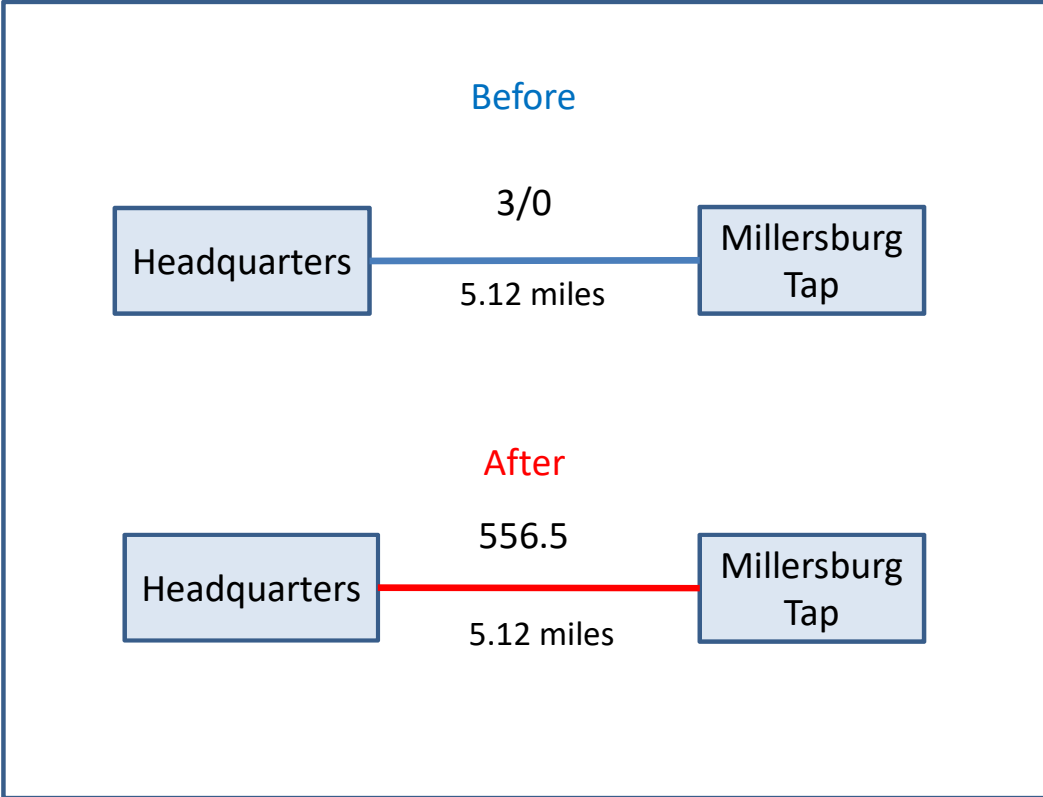 Before
3/0
Headquarters
Millersburg
Tap
5.12 miles
After
556.5
Headquarters
Millersburg
Tap
5.12 miles